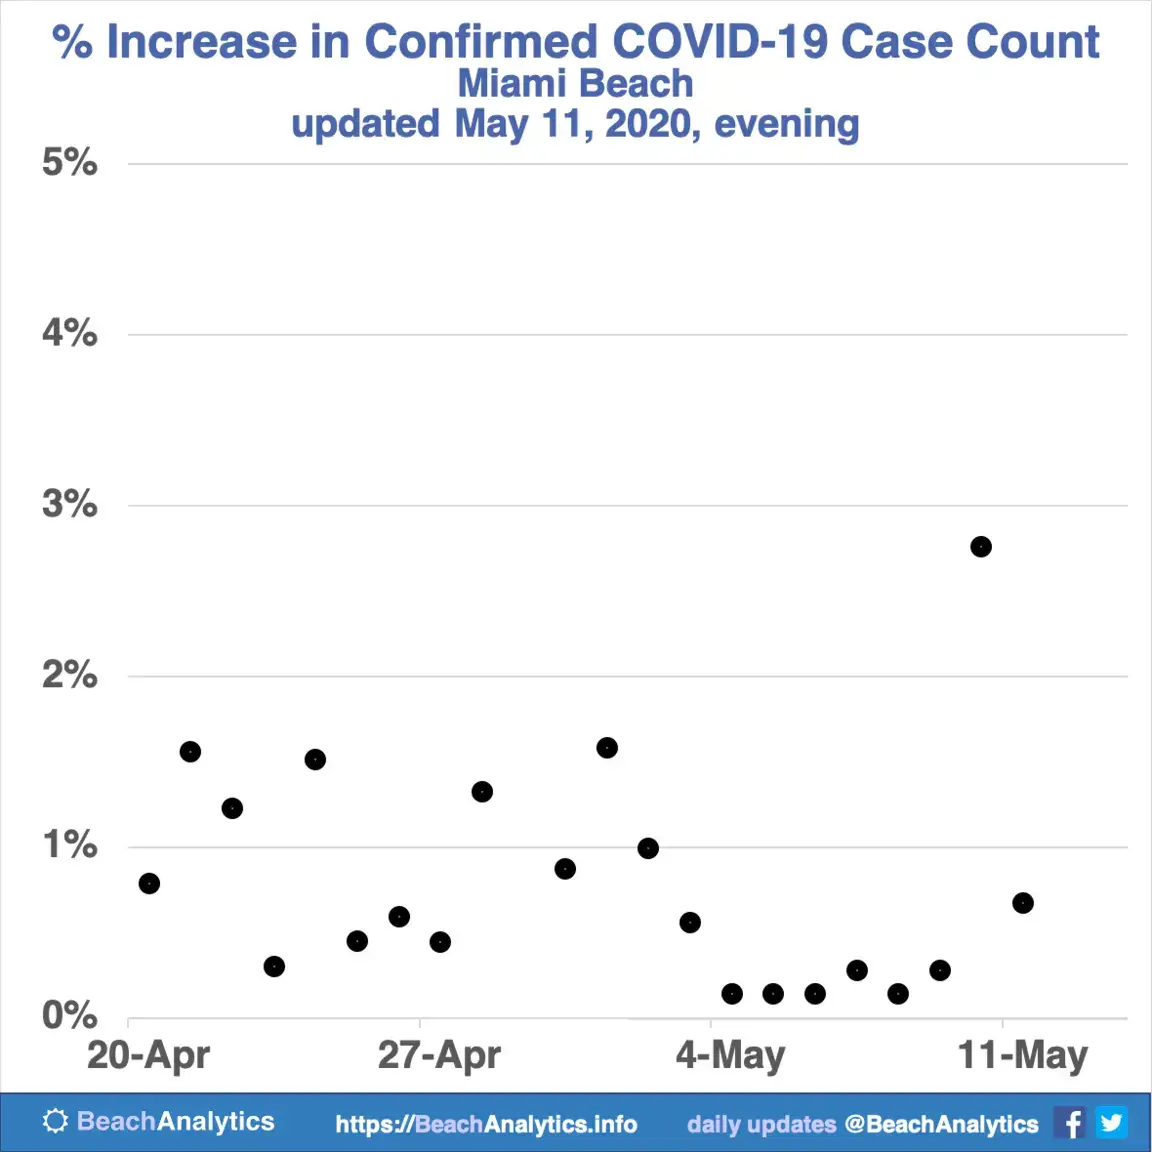 % Increase in Confirmed COVID-19 Case Count
Miami Beach
updated May 11, 2020, evening
5%
4%
3%
2%
1%
0%
20-Apr 27-Apr 4-May 11-May
BeachAnalytics https://BeachAnalytics.info daily updates @BeachAnalytics